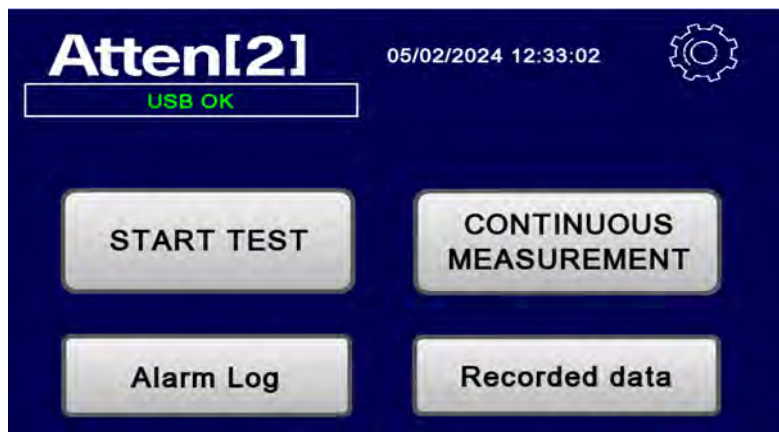 Atten[2]
05/02/2024 12:33:02
USB OK
START TEST
CONTINUOUS
MEASUREMENT
Alarm Log
Recorded data